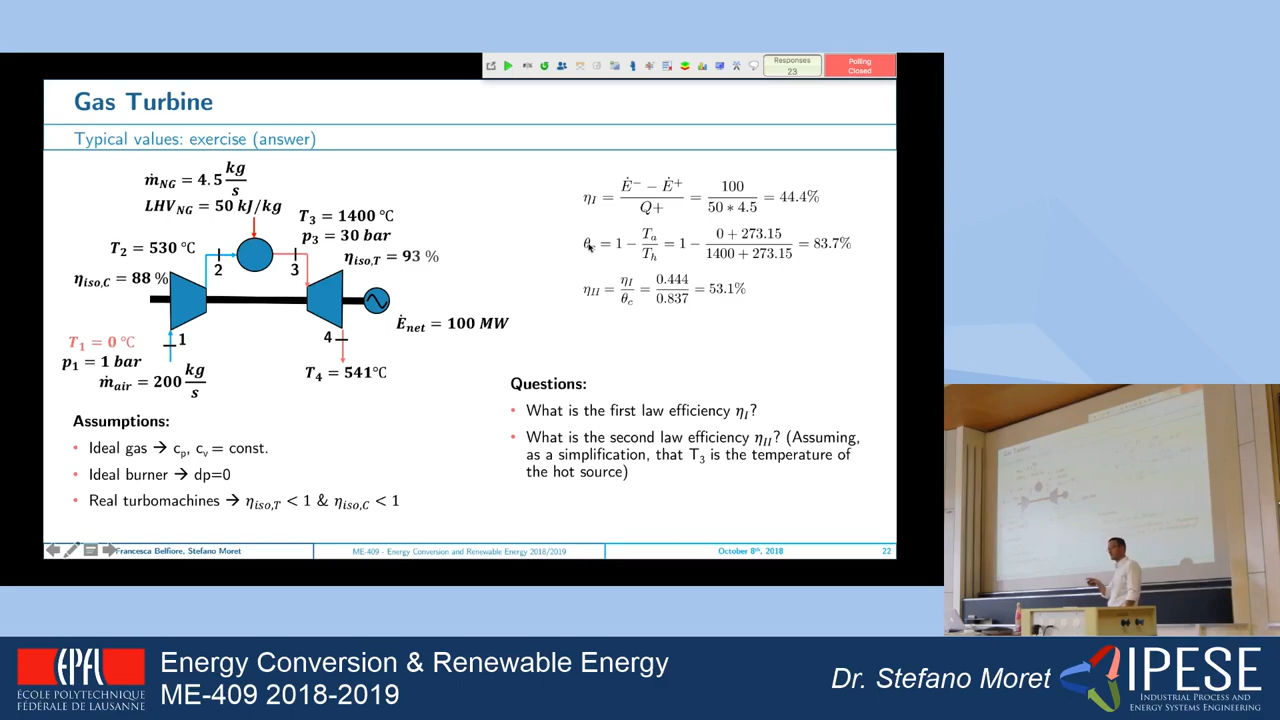 Responses
23
Polling
Closed
Gas Turbine
Typical values: exercise (answer)
ṁ_NG = 4.5 kg/s
LHV_NG = 50 kJ/kg
T_3 = 1400 °C
p_3 = 30 bar
η_iso,T = 93 %
T_2 = 530 °C
η_iso,C = 88 %
2
3
1
4
T_1 = 0 °C
p_1 = 1 bar
ṁ_air = 200 kg/s
Ė_net = 100 MW
T_4 = 541°C
η_I = (Ė⁻ − Ė⁺)/(Q+) = 100/(50 * 4.5) = 44.4%
θ_c = 1 − T_a/T_h = 1 − (0 + 273.15)/(1400 + 273.15) = 83.7%
η_II = η_I/θ_c = 0.444/0.837 = 53.1%
Assumptions:
• Ideal gas → c_p, c_v = const.
• Ideal burner → dp=0
• Real turbomachines → η_iso,T < 1 & η_iso,C < 1
Questions:
• What is the first law efficiency η_I?
• What is the second law efficiency η_II? (Assuming,
as a simplification, that T_3 is the temperature of
the hot source)
Francesca Belfiore, Stefano Moret
ME-409 - Energy Conversion and Renewable Energy 2018/2019
October 8th, 2018
22
EPFL
ÉCOLE POLYTECHNIQUE
FÉDÉRALE DE LAUSANNE
Energy Conversion & Renewable Energy
ME-409 2018-2019
Dr. Stefano Moret
IPESE
INDUSTRIAL PROCESS AND
ENERGY SYSTEMS ENGINEERING